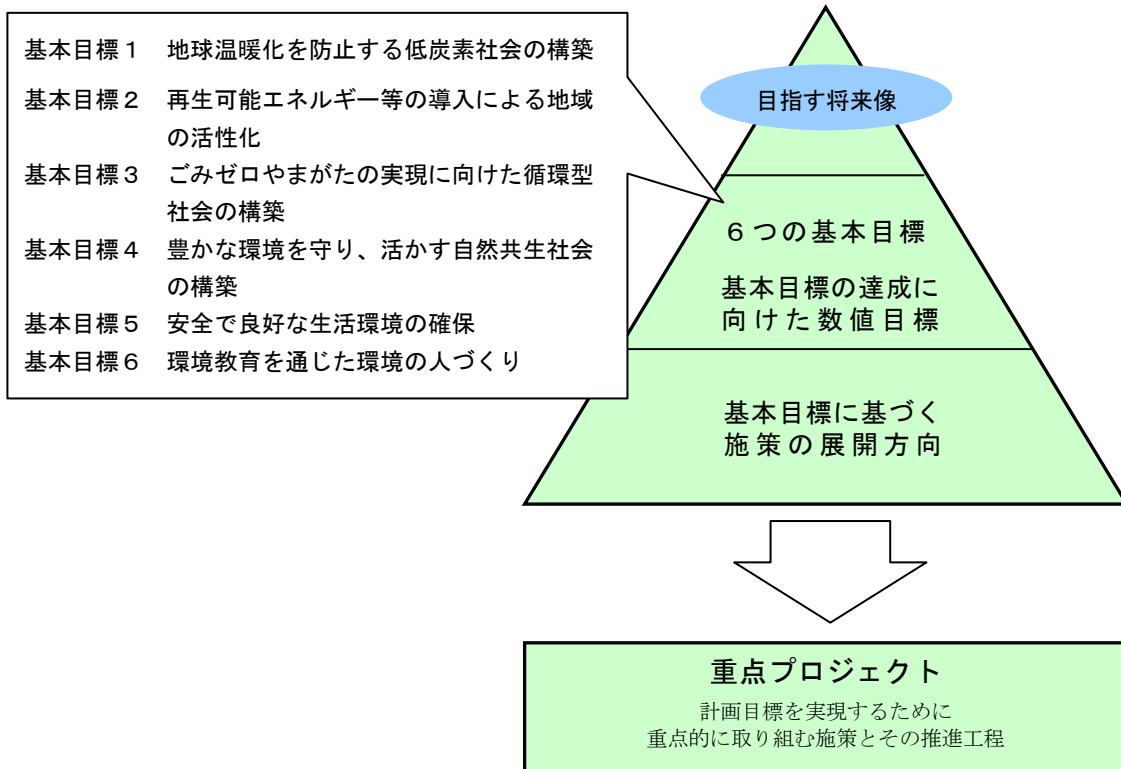 基本目標１　地球温暖化を防止する低炭素社会の構築
基本目標２　再生可能エネルギー等の導入による地域
の活性化
基本目標３　ごみゼロやまがたの実現に向けた循環型
社会の構築
基本目標４　豊かな環境を守り、活かす自然共生社会
の構築
基本目標５　安全で良好な生活環境の確保
基本目標６　環境教育を通じた環境の人づくり
目指す将来像
６つの基本目標
基本目標の達成に
向けた数値目標
基本目標に基づく
施策の展開方向
重点プロジェクト
計画目標を実現するために
重点的に取り組む施策とその推進工程